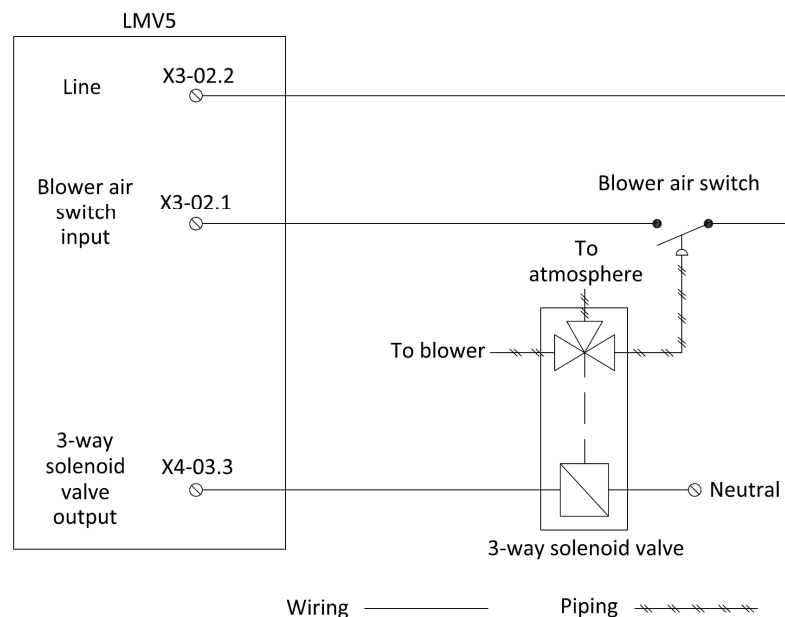 LMV5
Line
X3-02.2
Blower air
switch
input
X3-02.1
Blower air switch
To
atmosphere
To blower
3-way
solenoid
valve
output
X4-03.3
Neutral
3-way solenoid valve
Wiring
Piping